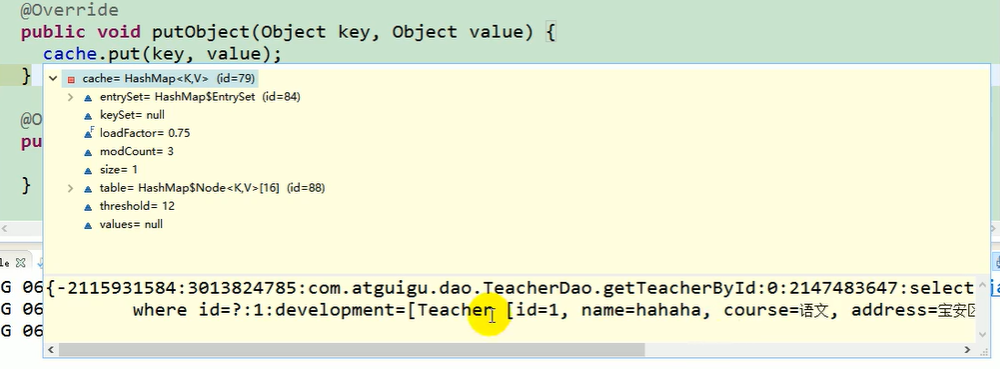 @Override
public void putObject(Object key, Object value) {
cache.put(key, value);
}
cache= HashMap<K,V> (id=79)
entrySet= HashMap$EntrySet (id=84)
keySet= null
loadFactor= 0.75
modCount= 3
size= 1
table= HashMap$Node<K,V>[16] (id=88)
threshold= 12
values= null
@O
pu
}
le
{-2115931584:3013824785:com.atguigu.dao.TeacherDao.getTeacherById:0:2147483647:select
where id=?:1:development=[Teacher [id=1, name=hahaha, course=语文, address=宝安区
G 06
G 06
G 06